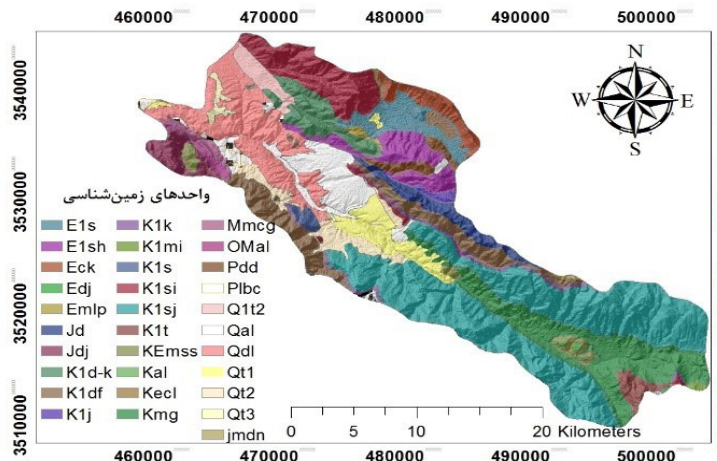 460000 470000 480000 490000 500000
3540000
3530000
3520000
3510000
N
W E
S
واحدهای زمین‌شناسی
E1s K1k Mmcg
E1sh K1mi OMal
Eck K1s Pdd
Edj K1si Plbc
Emlp K1sj Q1t2
Jd K1t Qal
Jdj KEmss Qdl
K1d-k Kal Qt1
K1df Kecl Qt2
K1j Kmg Qt3
jmdn
0 5 10 20 Kilometers
460000 470000 480000 490000 500000